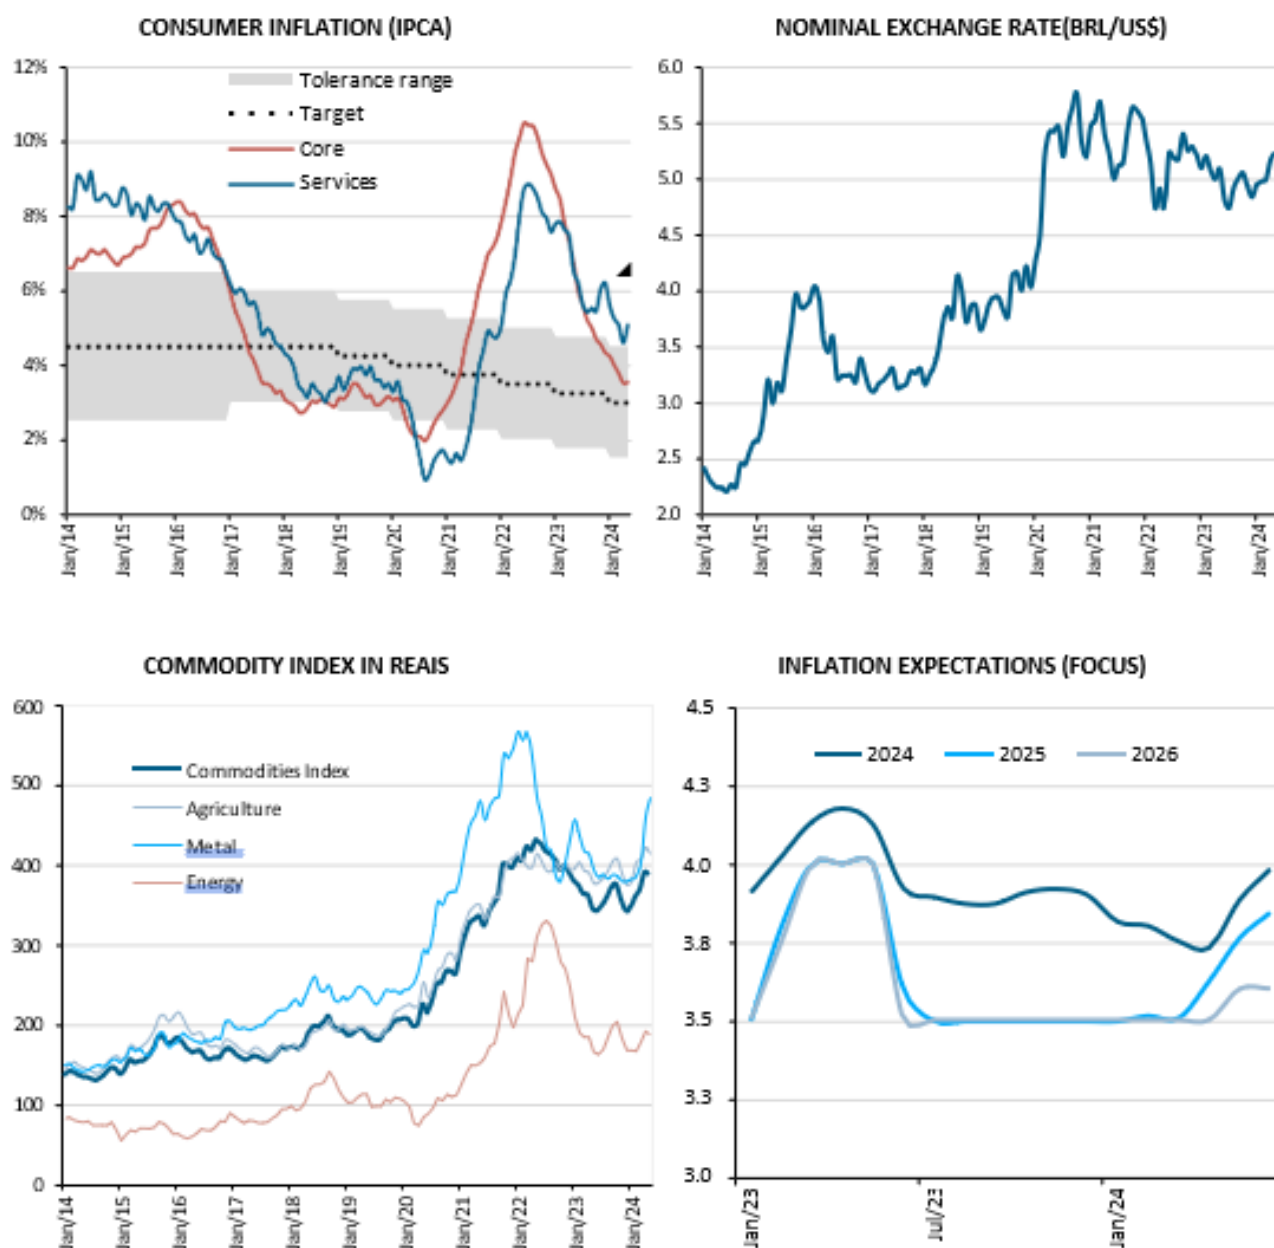 CONSUMER INFLATION (IPCA)
12%
10%
8%
6%
4%
2%
0%
Tolerance range
Target
Core
Services
Jan/14
Jan/15
Jan/16
Jan/17
Jan/18
Jan/19
Jan/20
Jan/21
Jan/22
Jan/23
Jan/24
NOMINAL EXCHANGE RATE(BRL/US$)
6.0
5.5
5.0
4.5
4.0
3.5
3.0
2.5
2.0
Jan/14
Jan/15
Jan/16
Jan/17
Jan/18
Jan/19
Jan/20
Jan/21
Jan/22
Jan/23
Jan/24
COMMODITY INDEX IN REAIS
600
500
400
300
200
100
0
Commodities Index
Agriculture
Metal
Energy
Jan/14
Jan/15
Jan/16
Jan/17
Jan/18
Jan/19
Jan/20
Jan/21
Jan/22
Jan/23
Jan/24
INFLATION EXPECTATIONS (FOCUS)
4.5
4.3
4.0
3.8
3.5
3.3
3.0
2024 2025 2026
Jan/23
Jul/23
Jan/24